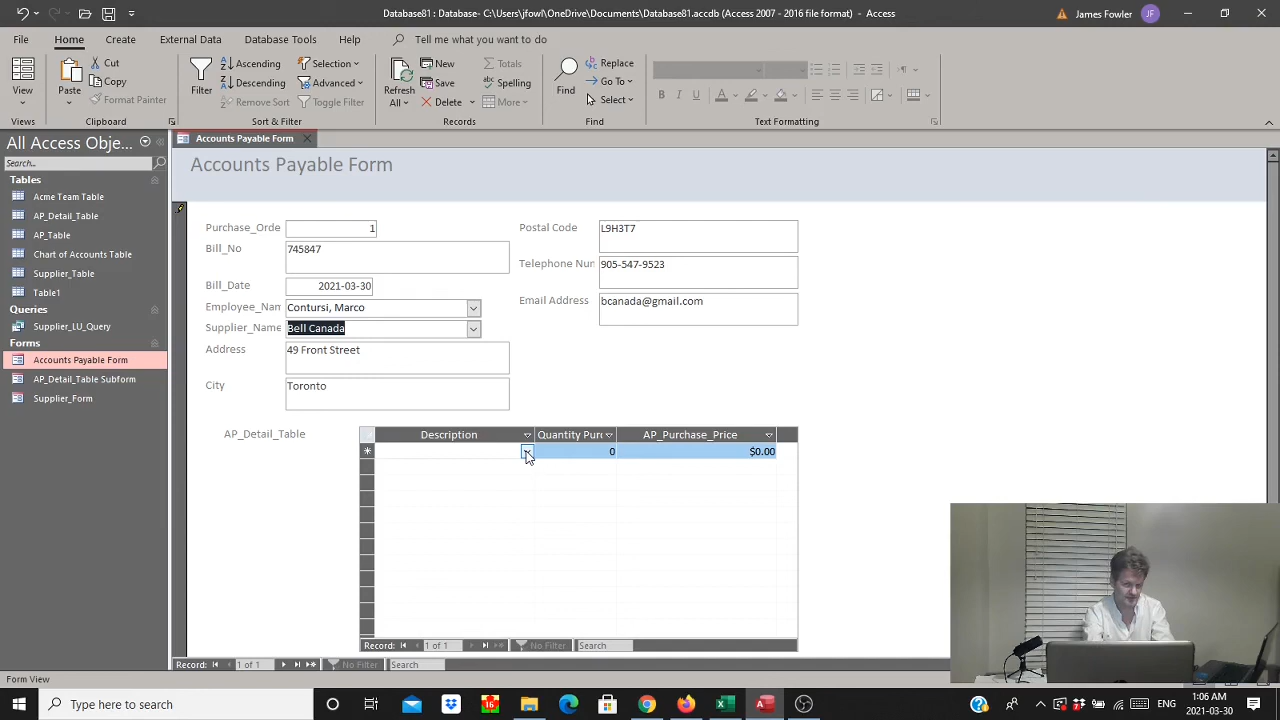 Database81 : Database- C:\Users\jfowl\OneDrive\Documents\Database81.accdb (Access 2007 - 2016 file format) - Access
James Fowler
JF
File
Home
Create
External Data
Database Tools
Help
Tell me what you want to do
View
Views
Paste
Cut
Copy
Format Painter
Clipboard
Filter
Ascending
Descending
Remove Sort
Selection
Advanced
Toggle Filter
Sort & Filter
Refresh
All
New
Save
Delete
Totals
Spelling
More
Records
Find
Replace
Go To
Select
Find
B I U A
Text Formatting
All Access Obje...
Search...
Tables
Acme Team Table
AP_Detail_Table
AP_Table
Chart of Accounts Table
Supplier_Table
Table1
Queries
Supplier_LU_Query
Forms
Accounts Payable Form
AP_Detail_Table Subform
Supplier_Form
Accounts Payable Form
Accounts Payable Form
Purchase_Orde 1
Bill_No 745847
Bill_Date 2021-03-30
Employee_Nam Contursi, Marco
Supplier_Name Bell Canada
Address 49 Front Street
City Toronto
Postal Code L9H3T7
Telephone Num 905-547-9523
Email Address bcanada@gmail.com
AP_Detail_Table
Description Quantity Purc AP_Purchase_Price
0 $0.00
Record: 1 of 1 No Filter Search
Record: 1 of 1 No Filter Search
Form View
Type here to search
16
ENG
1:06 AM
2021-03-30